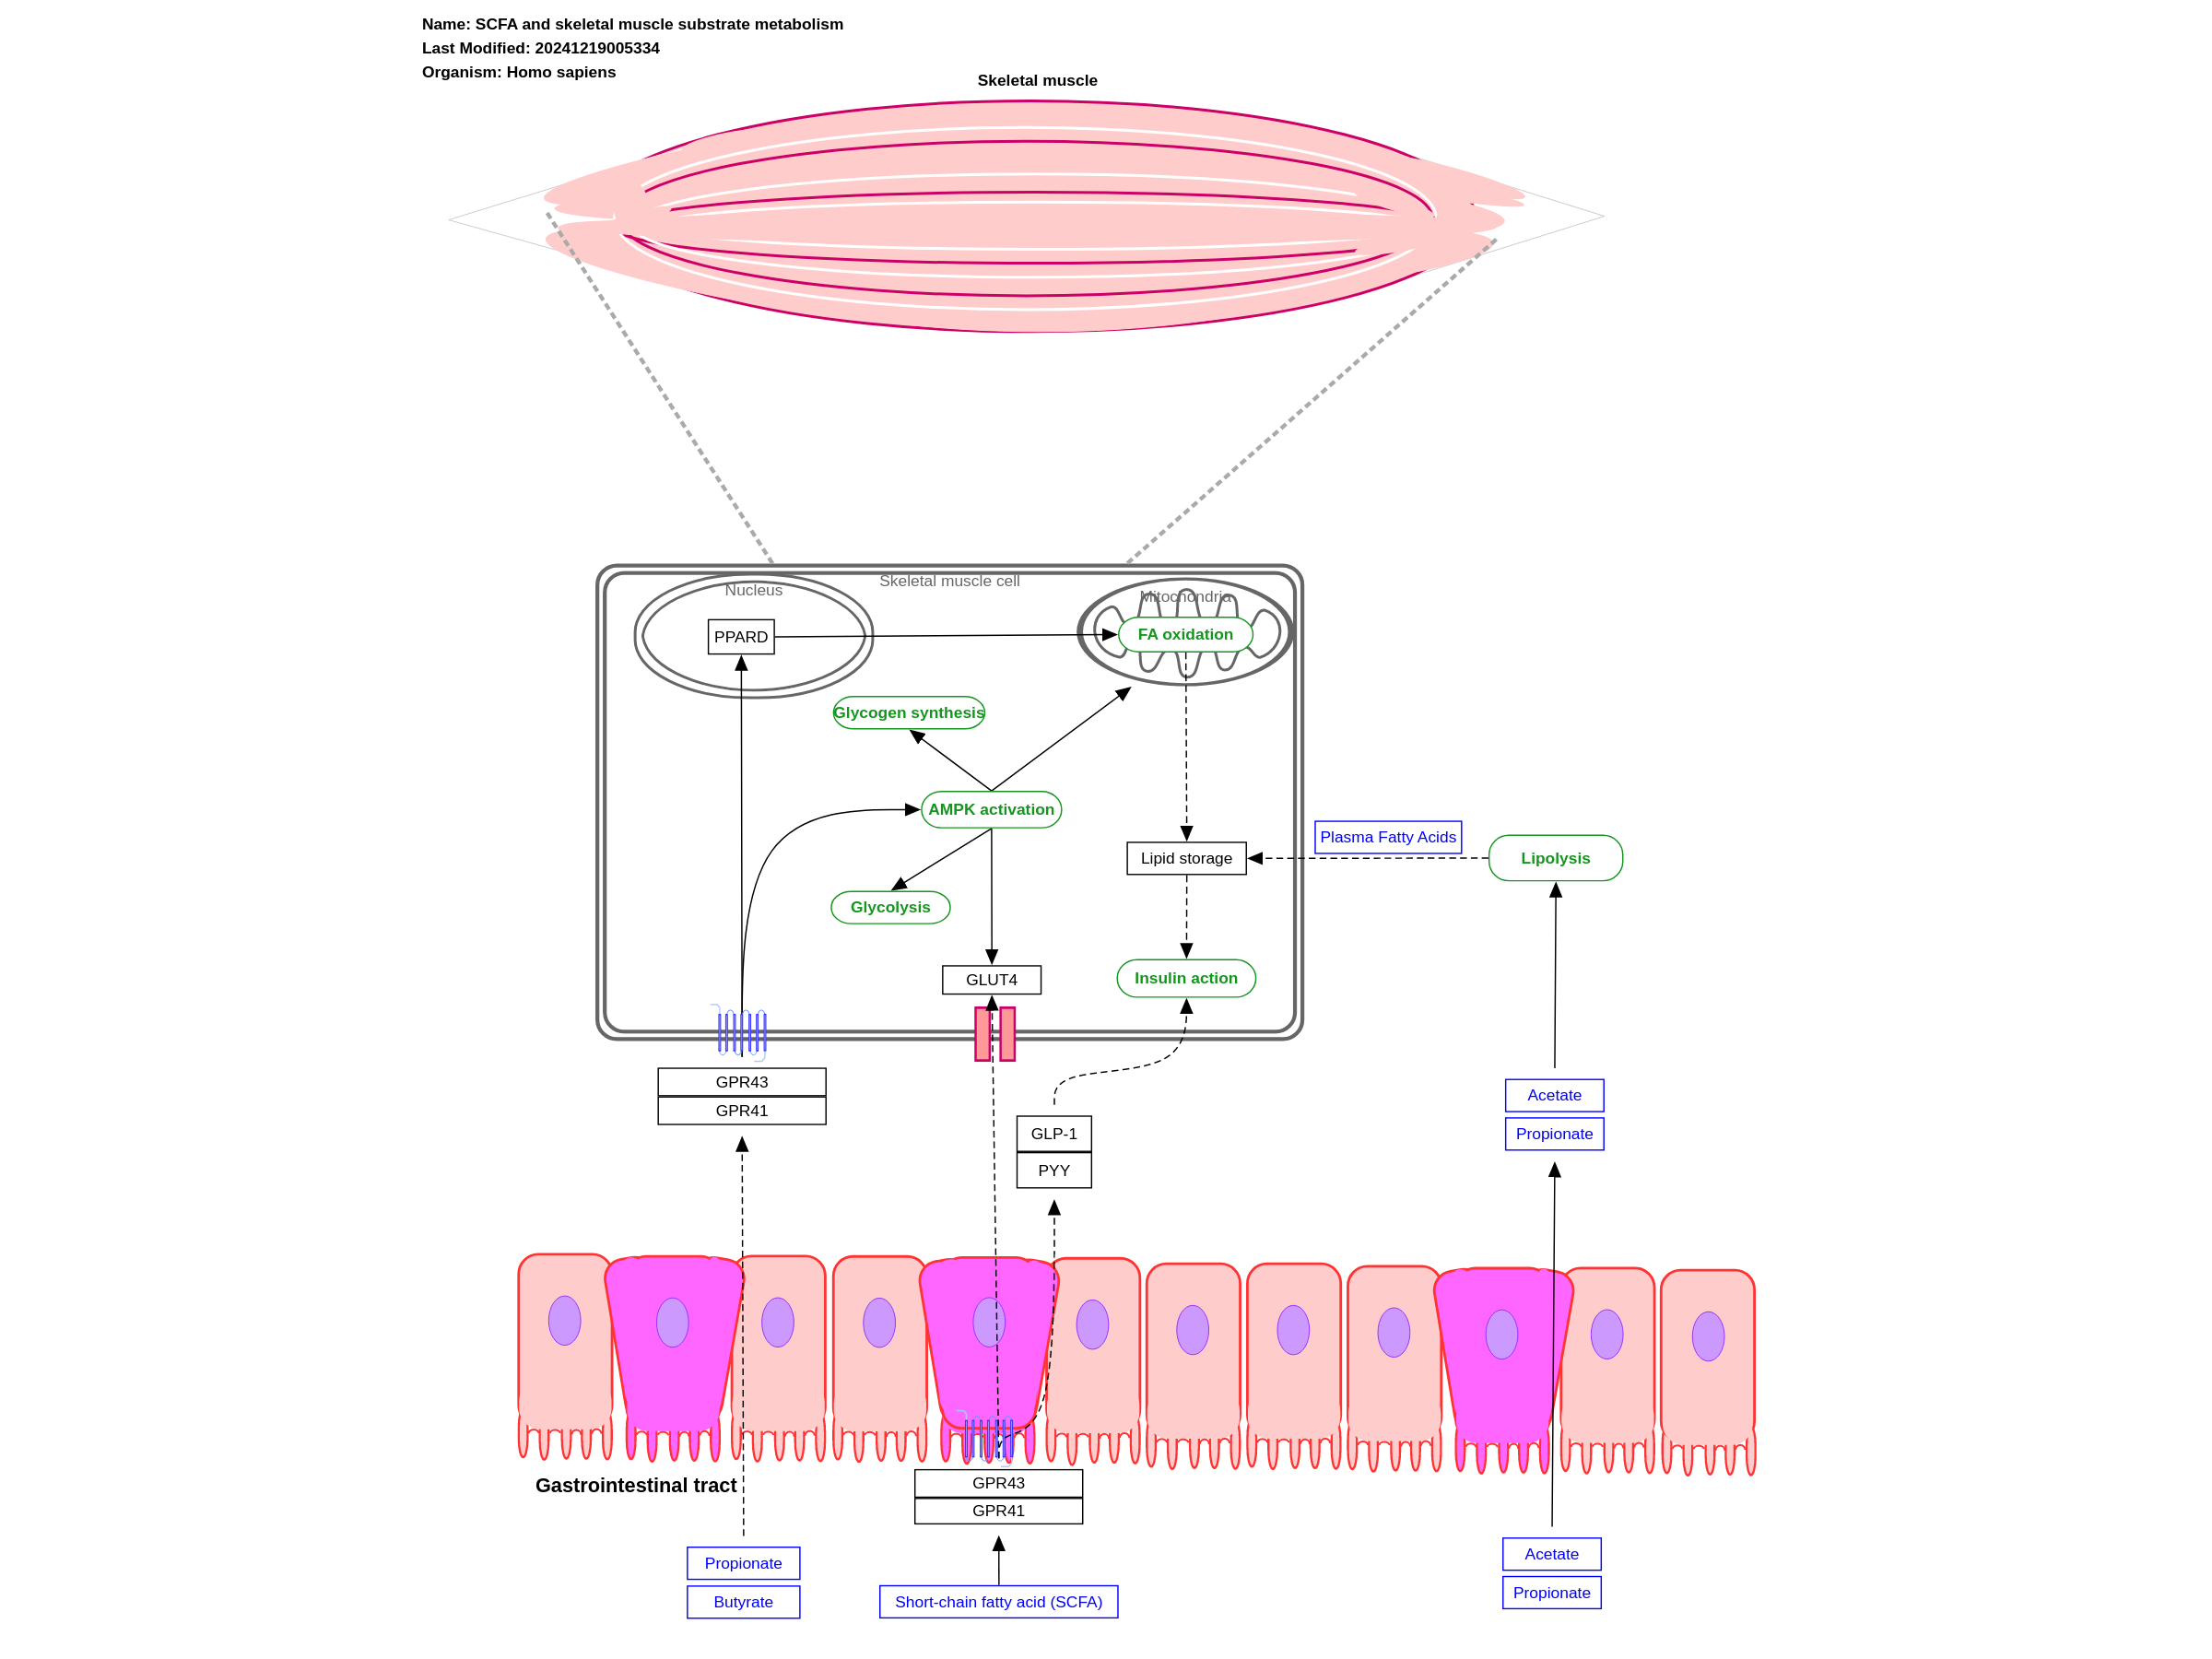 Name: SCFA and skeletal muscle substrate metabolism
Last Modified: 20241219005334
Organism: Homo sapiens
Skeletal muscle
Skeletal muscle cell
Nucleus
Mitochondria
PPARD
FA oxidation
Glycogen synthesis
AMPK activation
Plasma Fatty Acids
Lipid storage
Lipolysis
Glycolysis
GLUT4
Insulin action
GPR43
GPR41
GLP-1
PYY
Acetate
Propionate
Gastrointestinal tract
GPR43
GPR41
Propionate
Butyrate
Short-chain fatty acid (SCFA)
Acetate
Propionate